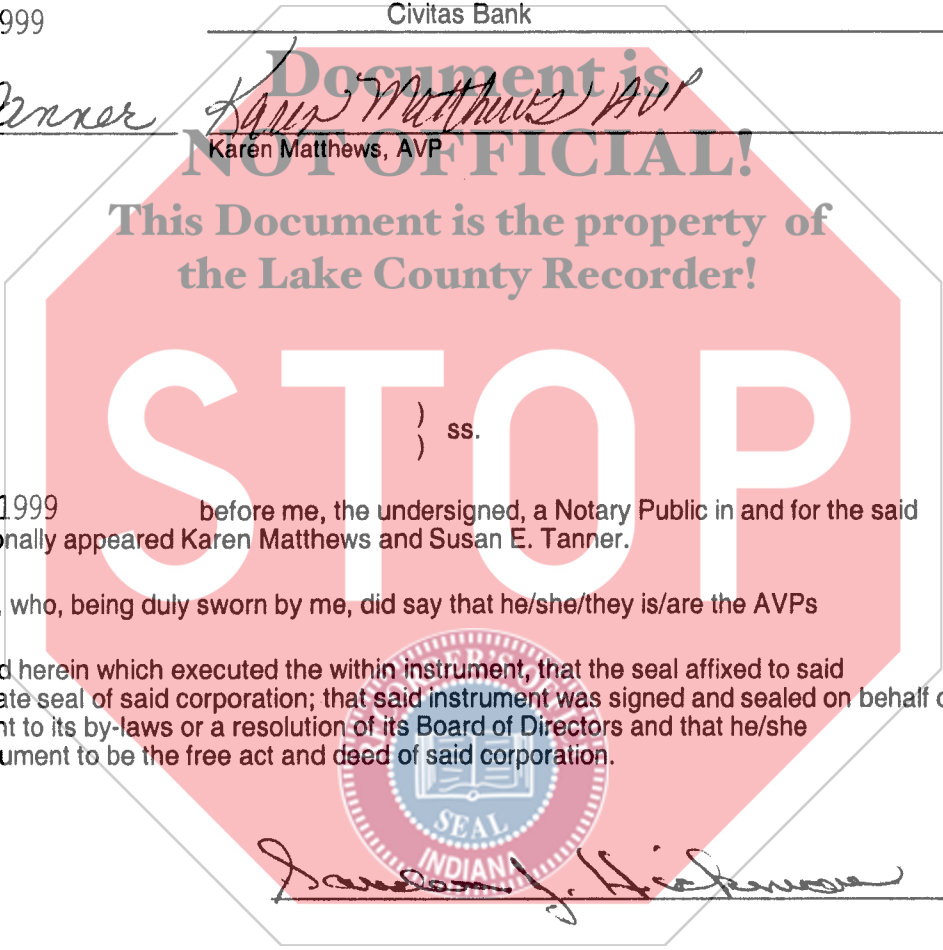 999 Civitas Bank
Document is
anner Karen Matthews AVP
Karen Matthews, AVP
NOT OFFICIAL!
This Document is the property of
the Lake County Recorder!
STOP
)
) ss.
1999 before me, the undersigned, a Notary Public in and for the said
onally appeared Karen Matthews and Susan E. Tanner.
, who, being duly sworn by me, did say that he/she/they is/are the AVPs
d herein which executed the within instrument, that the seal affixed to said
ate seal of said corporation; that said instrument was signed and sealed on behalf o
nt to its by-laws or a resolution of its Board of Directors and that he/she
ument to be the free act and deed of said corporation.
SEAL
INDIANA